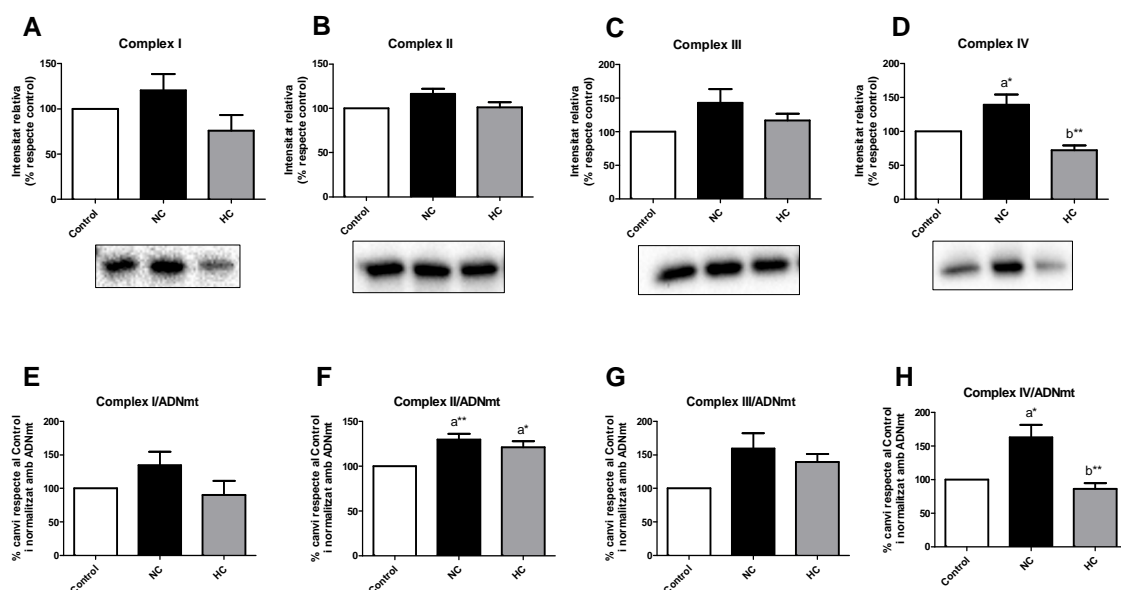 A
Complex I
Intensitat relativa
(% respecte control)
150
100
50
0
Control
NC
HC
B
Complex II
Intensitat relativa
(% respecte control)
150
100
50
0
Control
NC
HC
C
Complex III
Intensitat relativa
(% respecte control)
200
150
100
50
0
Control
NC
HC
D
Complex IV
Intensitat relativa
(% respecte control)
200
150
100
50
0
a*
b**
Control
NC
HC
E
Complex I/ADNmt
% canvi respecte al Control
i normalitzat amb ADNmt
200
150
100
50
0
Control
NC
HC
F
Complex II/ADNmt
% canvi respecte al Control
i normalitzat amb ADNmt
150
100
50
0
a**
a*
Control
NC
HC
G
Complex III/ADNmt
% canvi respecte al Control
i normalitzat amb ADNmt
200
150
100
50
0
Control
NC
HC
H
Complex IV/ADNmt
% canvi respecte al Control
i normalitzat amb ADNmt
200
150
100
50
0
a*
b**
Control
NC
HC